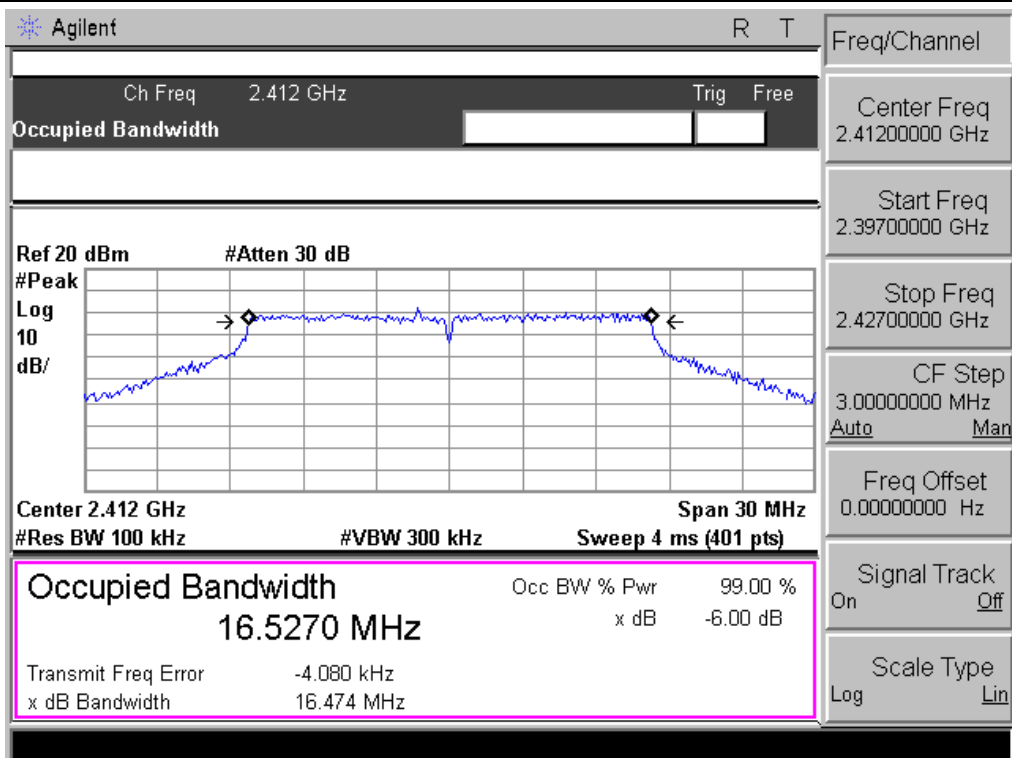 Agilent R T
Ch Freq 2.412 GHz Trig Free
Occupied Bandwidth
Ref 20 dBm #Atten 30 dB
#Peak
Log
10
dB/
Center 2.412 GHz Span 30 MHz
#Res BW 100 kHz #VBW 300 kHz Sweep 4 ms (401 pts)
Occupied Bandwidth
16.5270 MHz
Occ BW % Pwr 99.00 %
x dB -6.00 dB
Transmit Freq Error -4.080 kHz
x dB Bandwidth 16.474 MHz
Freq/Channel
Center Freq
2.41200000 GHz
Start Freq
2.39700000 GHz
Stop Freq
2.42700000 GHz
CF Step
3.00000000 MHz
Auto Man
Freq Offset
0.00000000 Hz
Signal Track
On Off
Scale Type
Log Lin